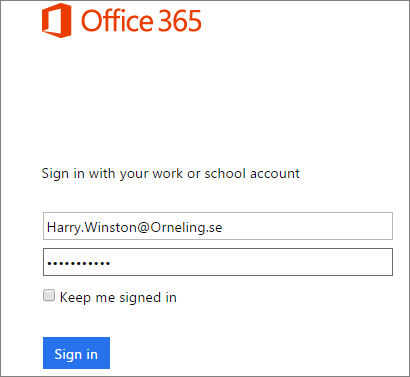 Office 365
Sign in with your work or school account
Harry.Winston@Orneling.se
•••••••••••
Keep me signed in
Sign in